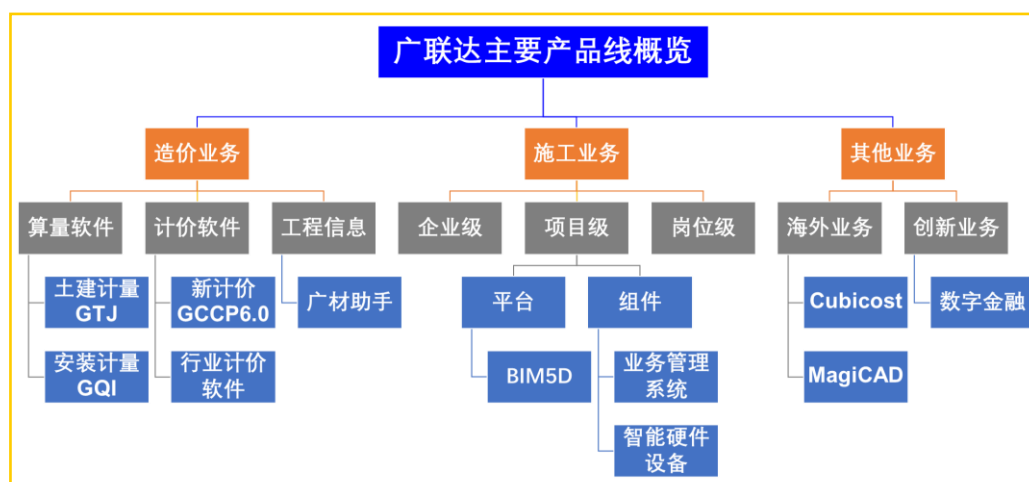 广联达主要产品线概览
造价业务
施工业务
其他业务
算量软件
计价软件
工程信息
企业级
项目级
岗位级
海外业务
创新业务
土建计量
GTJ
新计价
GCCP6.0
广材助手
平台
组件
Cubicost
数字金融
安装计量
GQI
行业计价
软件
BIM5D
业务管理
系统
MagiCAD
智能硬件
设备